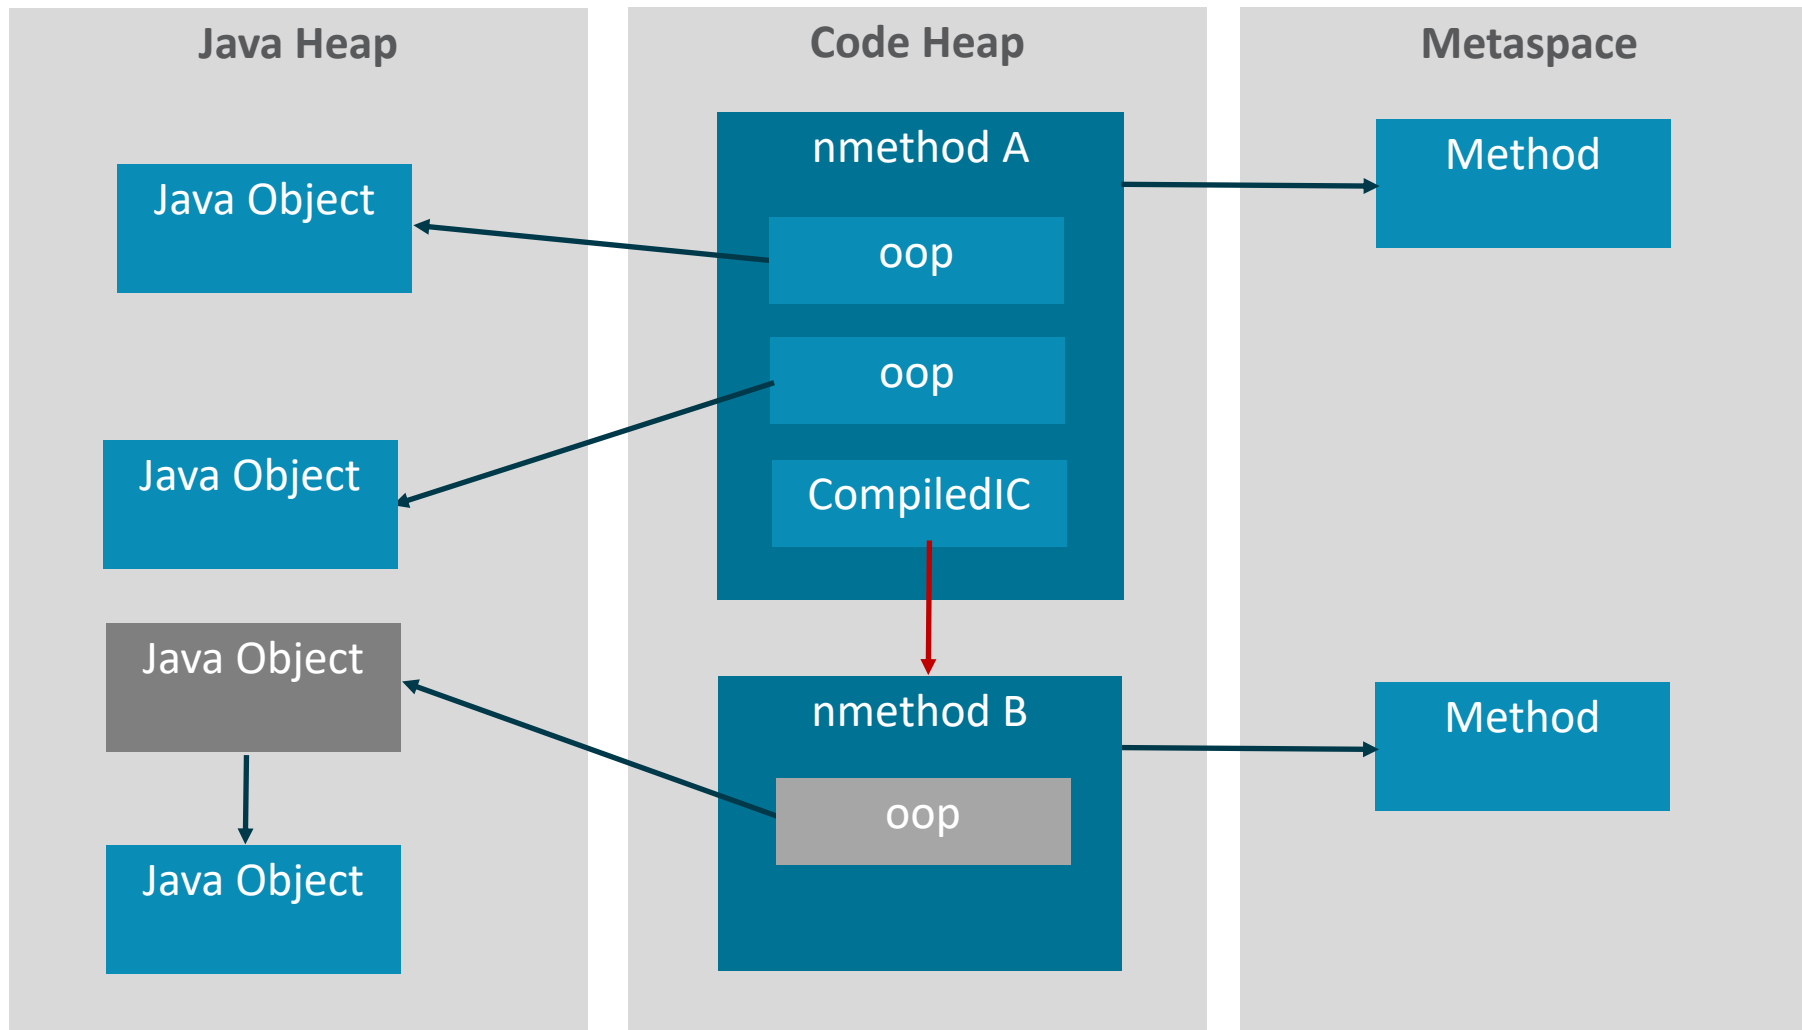 Java Heap
Java Object
Java Object
Java Object
Java Object
Code Heap
nmethod A
oop
oop
CompiledIC
nmethod B
oop
Metaspace
Method
Method